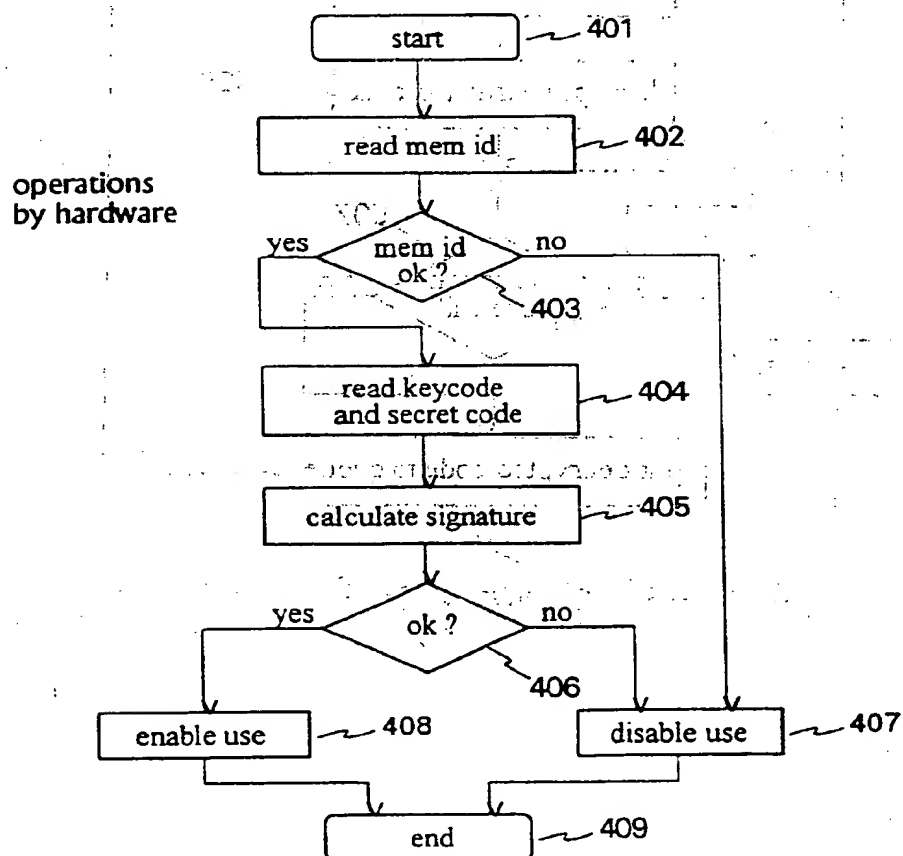 start
401
read mem id
402
operations
by hardware
yes
mem id
ok ?
no
403
read keycode
and secret code
404
calculate signature
405
yes
ok ?
no
406
enable use
408
disable use
407
end
409